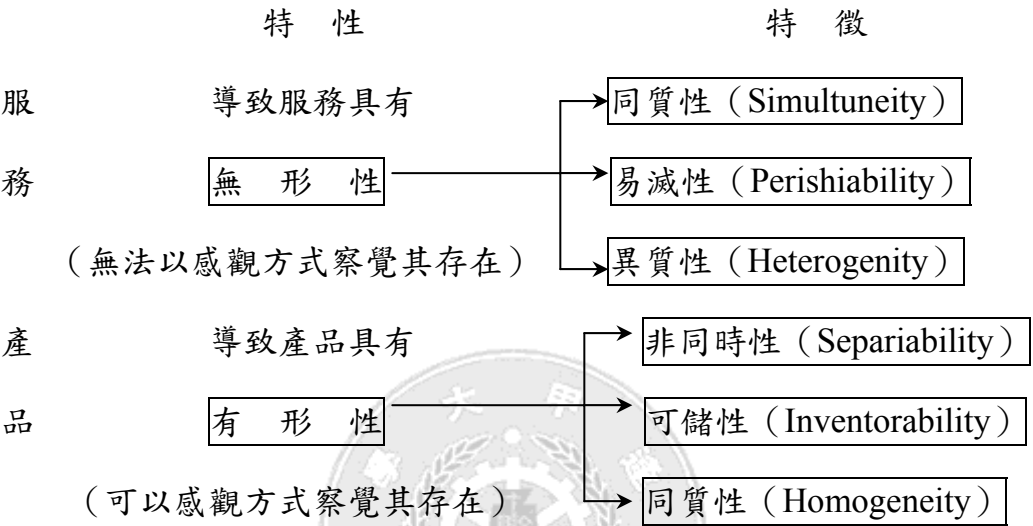 特 性 特 徵
服 導致服務具有 同質性（Simultuneity）
務 無 形 性 易滅性（Perishiability）
（無法以感觀方式察覺其存在） 異質性（Heterogenity）
產 導致產品具有 非同時性（Separiability）
品 有 形 性 可儲性（Inventorability）
（可以感觀方式察覺其存在） 同質性（Homogeneity）
大 甲